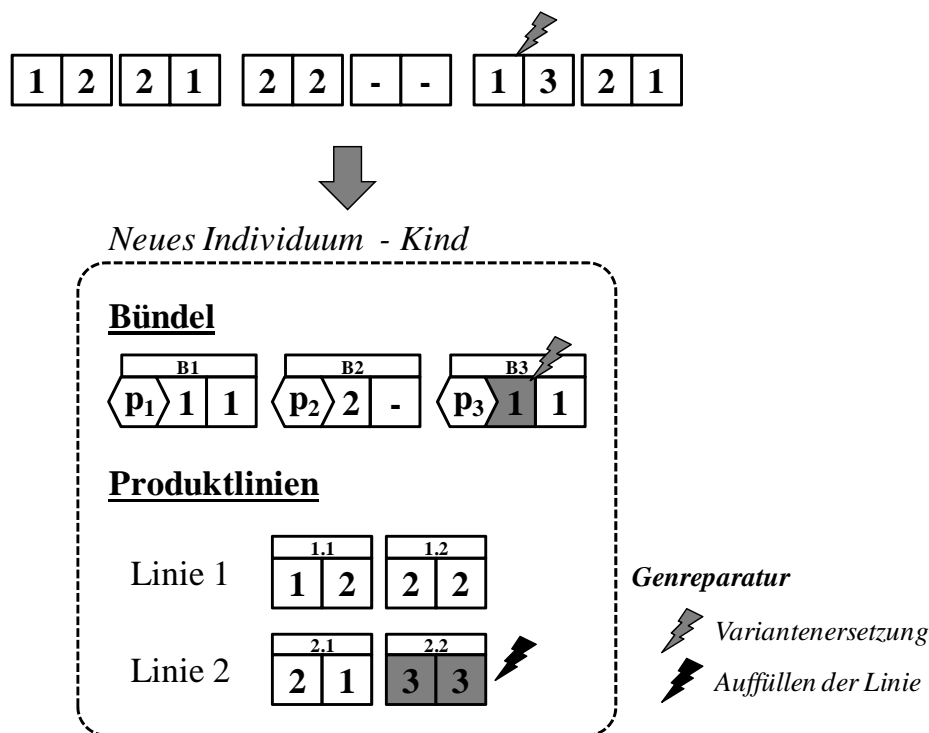 1 2 2 1 2 2 - - 1 3 2 1
Neues Individuum - Kind
Bündel
B1 B2 B3
p1 1 1 p2 2 - p3 1 1
Produktlinien
1.1 1.2
Linie 1 1 2 2 2
2.1 2.2
Linie 2 2 1 3 3
Genreparatur
Variantenersetzung
Auffüllen der Linie